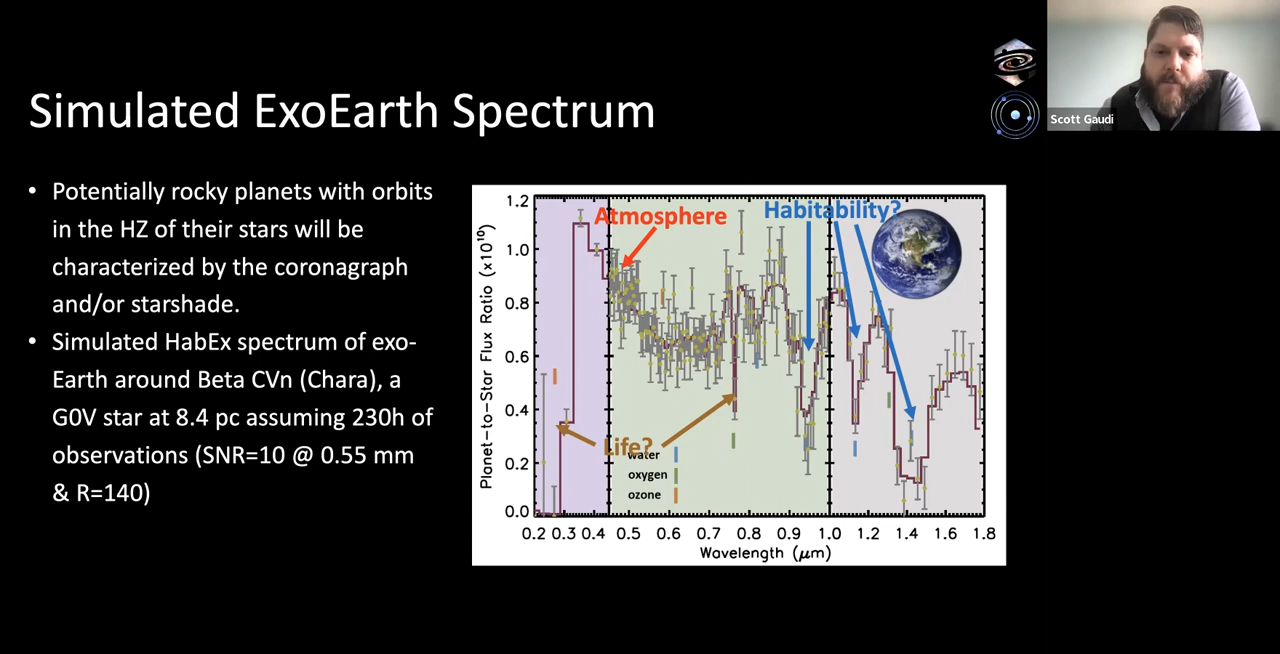 Scott Gaudi
Simulated ExoEarth Spectrum
• Potentially rocky planets with orbits
in the HZ of their stars will be
characterized by the coronagraph
and/or starshade.
• Simulated HabEx spectrum of exo-
Earth around Beta CVn (Chara), a
G0V star at 8.4 pc assuming 230h of
observations (SNR=10 @ 0.55 mm
& R=140)
Planet-to-Star Flux Ratio (x10¹⁰)
1.2
1.0
0.8
0.6
0.4
0.2
0.0
Atmosphere
Habitability?
Life?
water
oxygen
ozone
0.2 0.3 0.4 0.5 0.6 0.7 0.8 0.9 1.0 1.2 1.4 1.6 1.8
Wavelength (μm)